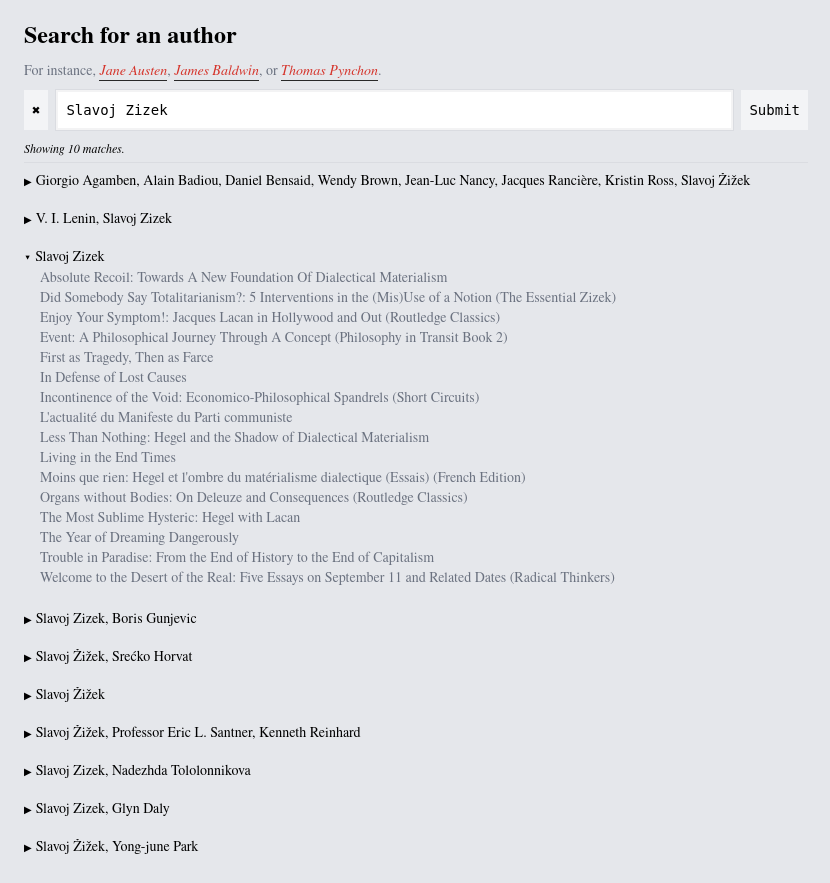 Search for an author
For instance, Jane Austen, James Baldwin, or Thomas Pynchon.
✖ Slavoj Zizek Submit
Showing 10 matches.
▶ Giorgio Agamben, Alain Badiou, Daniel Bensaid, Wendy Brown, Jean-Luc Nancy, Jacques Rancière, Kristin Ross, Slavoj Žižek
▶ V. I. Lenin, Slavoj Zizek
▾ Slavoj Zizek
Absolute Recoil: Towards A New Foundation Of Dialectical Materialism
Did Somebody Say Totalitarianism?: 5 Interventions in the (Mis)Use of a Notion (The Essential Zizek)
Enjoy Your Symptom!: Jacques Lacan in Hollywood and Out (Routledge Classics)
Event: A Philosophical Journey Through A Concept (Philosophy in Transit Book 2)
First as Tragedy, Then as Farce
In Defense of Lost Causes
Incontinence of the Void: Economico-Philosophical Spandrels (Short Circuits)
L'actualité du Manifeste du Parti communiste
Less Than Nothing: Hegel and the Shadow of Dialectical Materialism
Living in the End Times
Moins que rien: Hegel et l'ombre du matérialisme dialectique (Essais) (French Edition)
Organs without Bodies: On Deleuze and Consequences (Routledge Classics)
The Most Sublime Hysteric: Hegel with Lacan
The Year of Dreaming Dangerously
Trouble in Paradise: From the End of History to the End of Capitalism
Welcome to the Desert of the Real: Five Essays on September 11 and Related Dates (Radical Thinkers)
▶ Slavoj Zizek, Boris Gunjevic
▶ Slavoj Žižek, Srećko Horvat
▶ Slavoj Žižek
▶ Slavoj Žižek, Professor Eric L. Santner, Kenneth Reinhard
▶ Slavoj Zizek, Nadezhda Tololonnikova
▶ Slavoj Zizek, Glyn Daly
▶ Slavoj Žižek, Yong-june Park